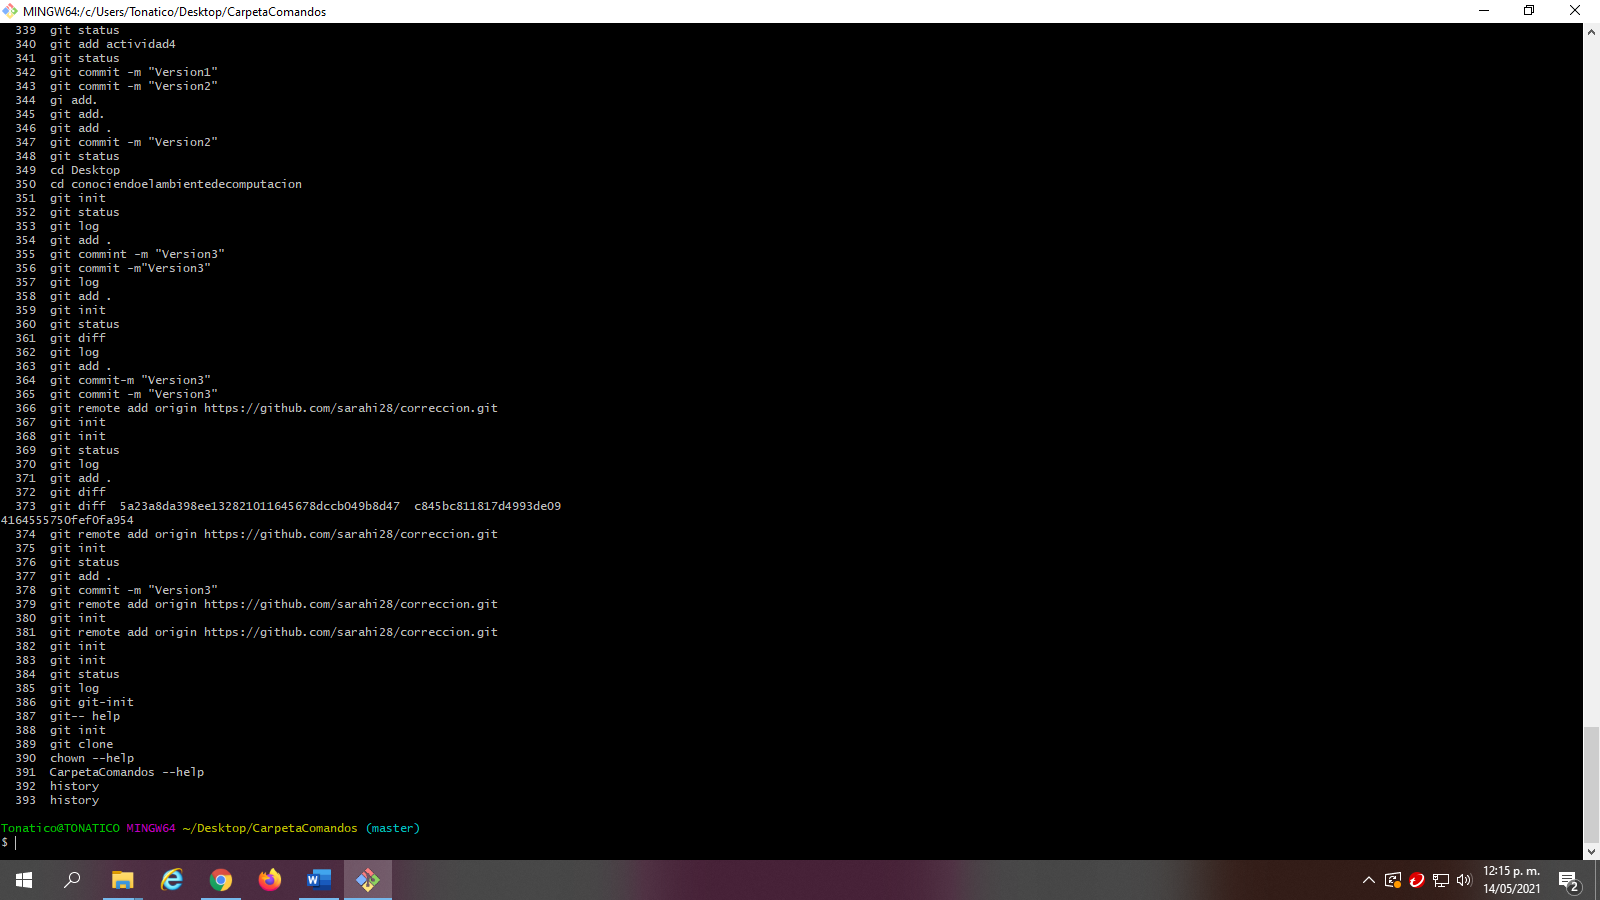 MINGW64:/c/Users/Tonatico/Desktop/CarpetaComandos
339 git status
340 git add actividad4
341 git status
342 git commit -m "Version1"
343 git commit -m "Version2"
344 gi add.
345 git add.
346 git add .
347 git commit -m "Version2"
348 git status
349 cd Desktop
350 cd conociendoelambientedecomputacion
351 git init
352 git status
353 git log
354 git add .
355 git commint -m "Version3"
356 git commit -m"Version3"
357 git log
358 git add .
359 git init
360 git status
361 git diff
362 git log
363 git add .
364 git commit-m "Version3"
365 git commit -m "Version3"
366 git remote add origin https://github.com/sarahi28/correccion.git
367 git init
368 git init
369 git status
370 git log
371 git add .
372 git diff
373 git diff  5a23a8da398ee132821011645678dccb049b8d47  c845bc811817d4993de09
4164555750fef0fa954
374 git remote add origin https://github.com/sarahi28/correccion.git
375 git init
376 git status
377 git add .
378 git commit -m "Version3"
379 git remote add origin https://github.com/sarahi28/correccion.git
380 git init
381 git remote add origin https://github.com/sarahi28/correccion.git
382 git init
383 git init
384 git status
385 git log
386 git git-init
387 git-- help
388 git init
389 git clone
390 chown --help
391 CarpetaComandos --help
392 history
393 history
Tonatico@TONATICO MINGW64 ~/Desktop/CarpetaComandos (master)
$
12:15 p. m.
14/05/2021
2